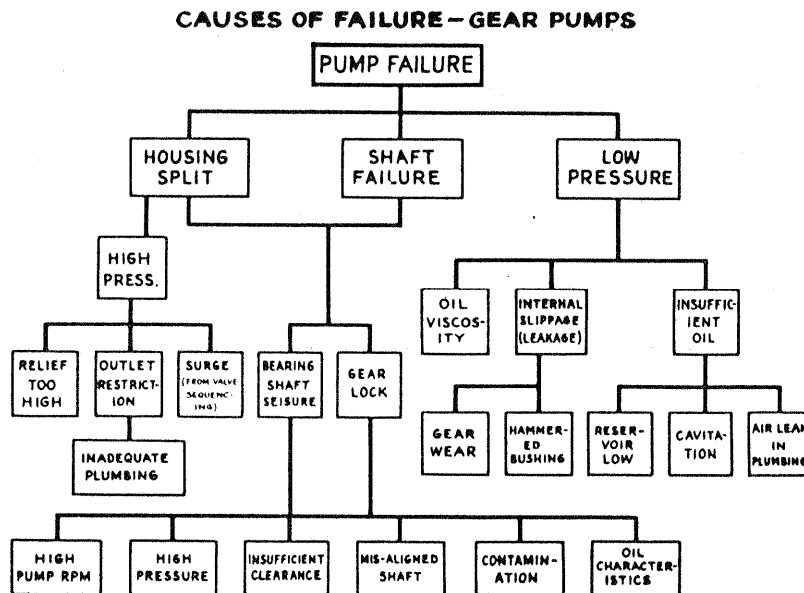 CAUSES OF FAILURE-GEAR PUMPS
PUMP FAILURE
HOUSING
SPLIT
SHAFT
FAILURE
LOW
PRESSURE
HIGH
PRESS.
OIL
VISCOS-
ITY
INTERNAL
SLIPPAGE
(LEAKAGE)
INSUFFIC-
IENT
OIL
RELIEF
TOO
HIGH
OUTLET
RESTRICT-
ION
SURGE
(FROM VALVE
SEQUENC-
ING)
BEARING
SHAFT
SEISURE
GEAR
LOCK
GEAR
WEAR
HAMMER-
ED
BUSHING
RESER-
VOIR
LOW
CAVITA-
TION
AIR LEAK
IN
PLUMBING
INADEQUATE
PLUMBING
HIGH
PUMP RPM
HIGH
PRESSURE
INSUFFICIENT
CLEARANCE
MIS-ALIGNED
SHAFT
CONTAMIN-
ATION
OIL
CHARACTER-
ISTICS